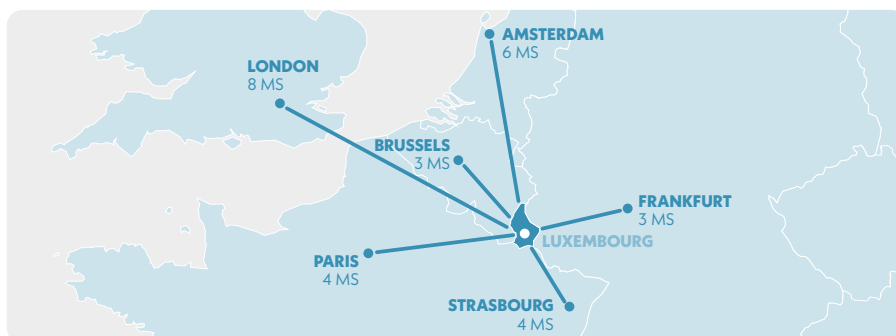 AMSTERDAM
6 MS
LONDON
8 MS
BRUSSELS
3 MS
FRANKFURT
3 MS
LUXEMBOURG
PARIS
4 MS
STRASBOURG
4 MS